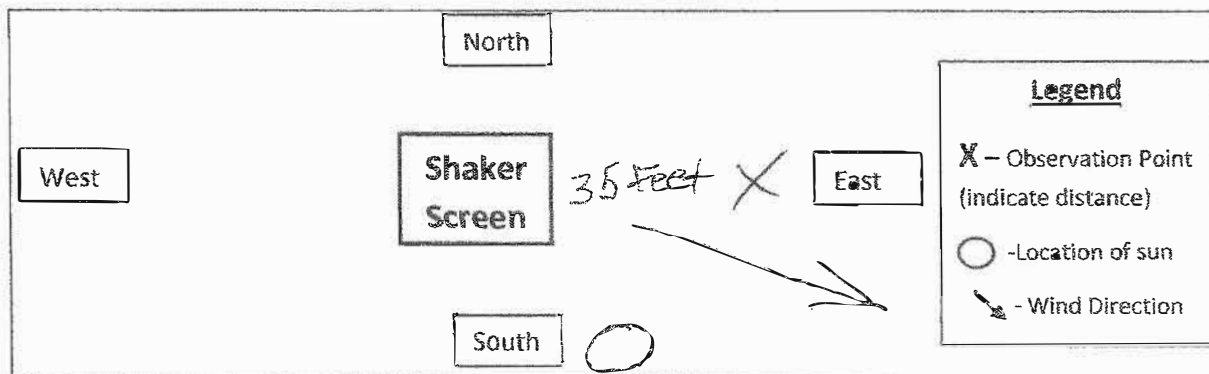 North
Legend
West
Shaker
Screen
35 Feet
X
East
X – Observation Point
(indicate distance)
-Location of sun
- Wind Direction
South